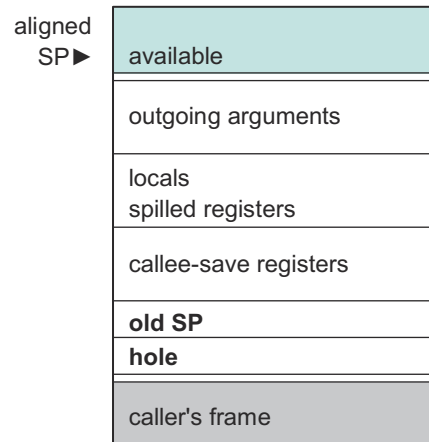 aligned
SP►
available
outgoing arguments
locals
spilled registers
callee-save registers
old SP
hole
caller's frame